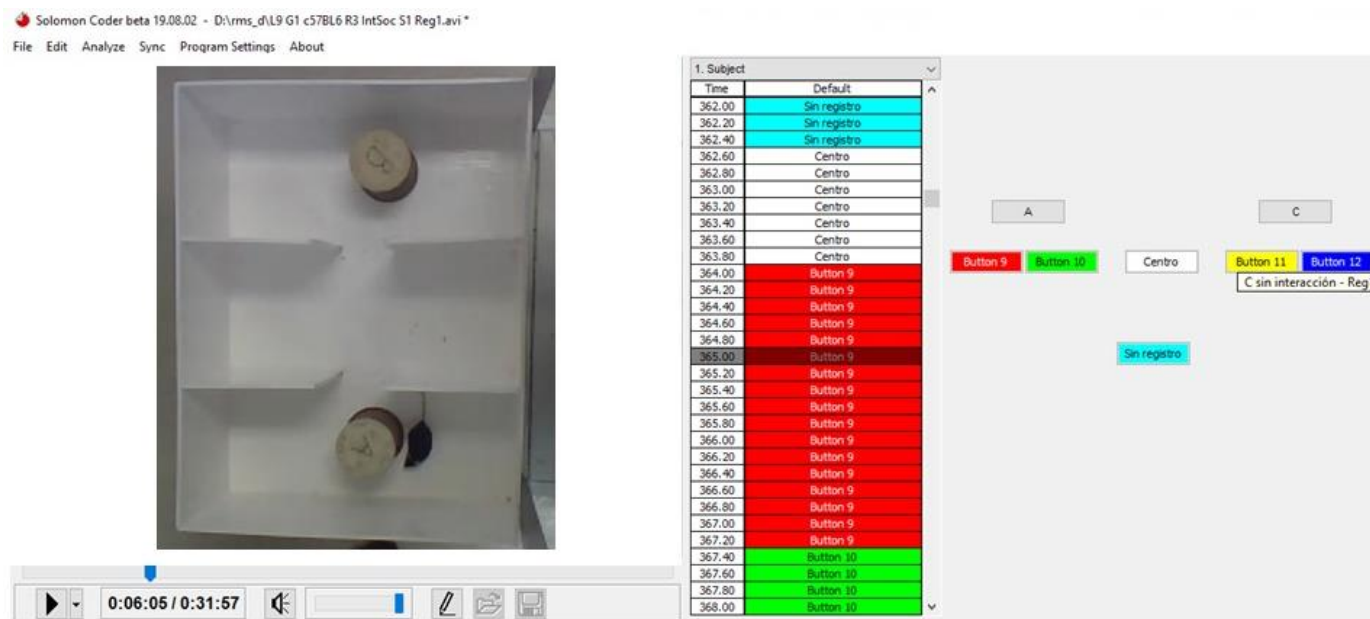 Solomon Coder beta 19.08.02 - D:\rms_d\L9 G1 c57BL6 R3 IntSoc S1 Reg1.avi *
File Edit Analyze Sync Program Settings About
1. Subject
Time Default
362.00 Sin registro
362.20 Sin registro
362.40 Sin registro
362.60 Centro
362.80 Centro
363.00 Centro
363.20 Centro
363.40 Centro
363.60 Centro
363.80 Centro
364.00 Button 9
364.20 Button 9
364.40 Button 9
364.60 Button 9
364.80 Button 9
365.00 Button 9
365.20 Button 9
365.40 Button 9
365.60 Button 9
365.80 Button 9
366.00 Button 9
366.20 Button 9
366.40 Button 9
366.60 Button 9
366.80 Button 9
367.00 Button 9
367.20 Button 9
367.40 Button 10
367.60 Button 10
367.80 Button 10
368.00 Button 10
A C
Button 9 Button 10 Centro Button 11 Button 12
C sin interacción - Reg
Sin registro
0:06:05 / 0:31:57